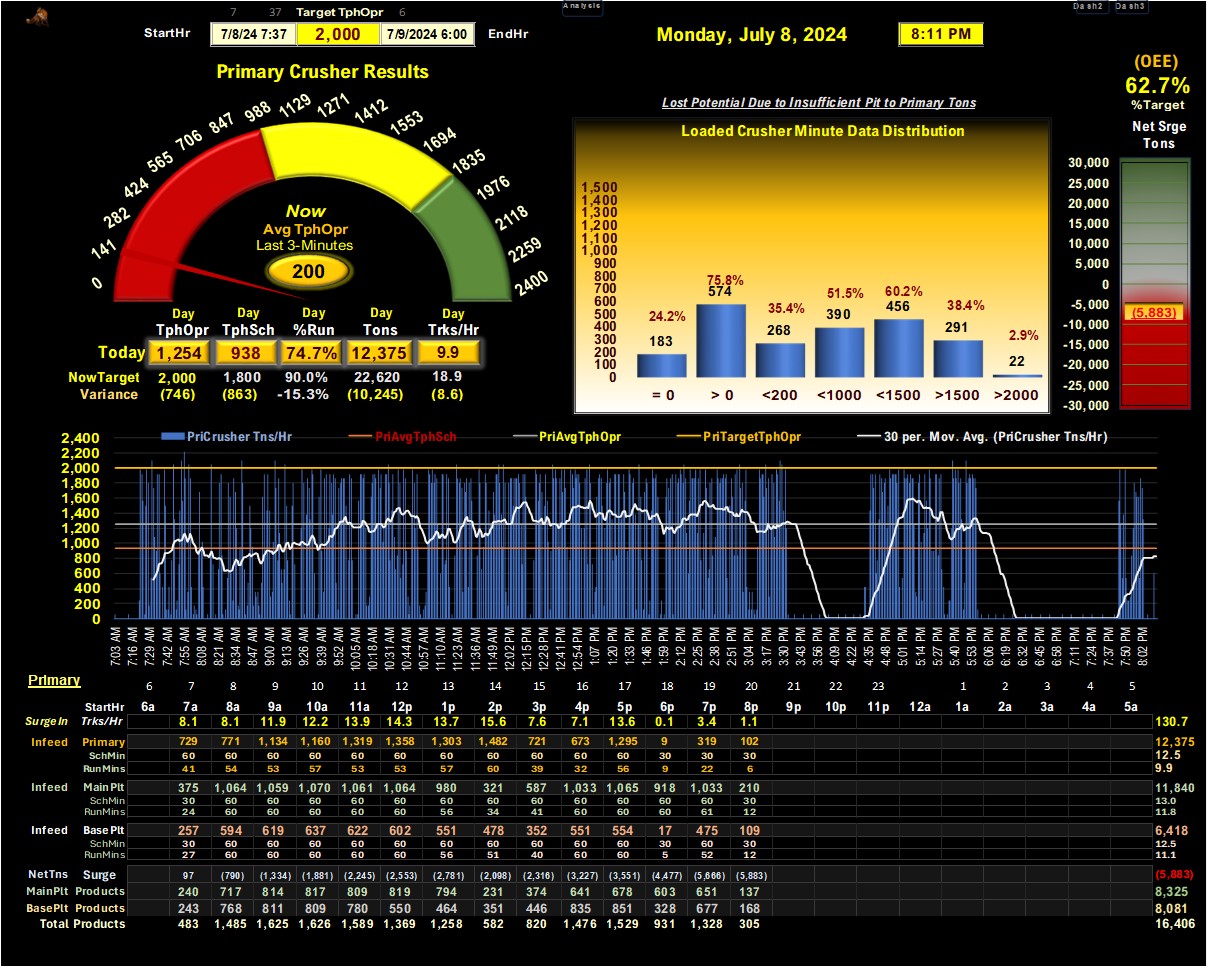 Analysis Dash2 Dash3
7 37 Target TphOpr 6
StartHr 7/8/24 7:37 2,000 7/9/2024 6:00 EndHr Monday, July 8, 2024 8:11 PM
(OEE)
62.7%
%Target
Net Srge
Tons
Primary Crusher Results
0 141 282 424 565 706 847 988 1129 1271 1412 1553 1694 1835 1976 2118 2259 2400
Now
Avg TphOpr
Last 3-Minutes
200
Day Day Day Day Day
TphOpr TphSch %Run Tons Trks/Hr
Today 1,254 938 74.7% 12,375 9.9
NowTarget 2,000 1,800 90.0% 22,620 18.9
Variance (746) (863) -15.3% (10,245) (8.6)
Lost Potential Due to Insufficient Pit to Primary Tons
Loaded Crusher Minute Data Distribution
1,500
1,400
1,300
1,200
1,100
1,000
900
800
700
600
500
400
300
200
100
0
24.2% 75.8% 35.4% 51.5% 60.2% 38.4% 2.9%
183 574 268 390 456 291 22
= 0 > 0 <200 <1000 <1500 >1500 >2000
30,000
25,000
20,000
15,000
10,000
5,000
0
-5,000
(5,883)
-10,000
-15,000
-20,000
-25,000
-30,000
PriCrusher Tns/Hr PriAvgTphSch PriAvgTphOpr PriTargetTphOpr 30 per. Mov. Avg. (PriCrusher Tns/Hr)
2,400
2,200
2,000
1,800
1,600
1,400
1,200
1,000
800
600
400
200
0
7:03 AM 7:16 AM 7:29 AM 7:42 AM 7:55 AM 8:08 AM 8:21 AM 8:34 AM 8:47 AM 9:00 AM 9:13 AM 9:26 AM 9:39 AM 9:52 AM 10:05 AM 10:18 AM 10:31 AM 10:44 AM 10:57 AM 11:10 AM 11:23 AM 11:36 AM 11:49 AM 12:02 PM 12:15 PM 12:28 PM 12:41 PM 12:54 PM 1:07 PM 1:20 PM 1:33 PM 1:46 PM 1:59 PM 2:12 PM 2:25 PM 2:38 PM 2:51 PM 3:04 PM 3:17 PM 3:30 PM 3:43 PM 3:56 PM 4:09 PM 4:22 PM 4:35 PM 4:48 PM 5:01 PM 5:14 PM 5:27 PM 5:40 PM 5:53 PM 6:06 PM 6:19 PM 6:32 PM 6:45 PM 6:58 PM 7:11 PM 7:24 PM 7:37 PM 7:50 PM 8:02 PM
Primary 6 7 8 9 10 11 12 13 14 15 16 17 18 19 20 21 22 23 1 2 3 4 5
StartHr 6a 7a 8a 9a 10a 11a 12a 1p 2p 3p 4p 5p 6p 7p 8p 9p 10p 11p 12a 1a 2a 3a 4a 5a
SurgeIn Trks/Hr 8.1 8.1 11.9 12.2 13.9 14.3 13.7 15.6 7.6 7.1 13.6 0.1 3.4 1.1 130.7
Infeed Primary 729 771 1,134 1,160 1,319 1,358 1,303 1,482 721 673 1,295 9 319 102 12,375
SchMin 60 60 60 60 60 60 60 60 60 60 60 30 30 30 12.5
RunMins 41 54 53 57 53 53 57 60 39 32 56 9 22 6 9.9
Infeed MainPlt 375 1,064 1,059 1,070 1,061 1,064 980 321 587 1,033 1,065 918 1,033 210 11,840
SchMin 30 60 60 60 60 60 60 60 60 60 60 60 60 30 13.0
RunMins 24 60 60 60 60 60 56 34 41 60 60 60 61 12 11.8
Infeed Base Plt 257 594 619 637 622 602 551 478 352 551 554 17 475 109 6,418
SchMin 30 60 60 60 60 60 60 60 60 60 60 30 60 30 12.5
RunMins 27 60 60 60 60 60 56 51 40 60 60 5 52 12 11.1
NetTns Surge 97 (790) (1,334) (1,881) (2,245) (2,553) (2,781) (2,098) (2,316) (3,227) (3,551) (4,477) (5,666) (5,883) (5,883)
MainPlt Products 240 717 814 817 809 819 794 231 374 641 678 603 651 137 8,325
BasePlt Products 243 768 811 809 780 550 464 351 446 835 851 328 677 168 8,081
Total Products 483 1,485 1,625 1,626 1,589 1,369 1,258 582 820 1,476 1,529 931 1,328 305 16,406